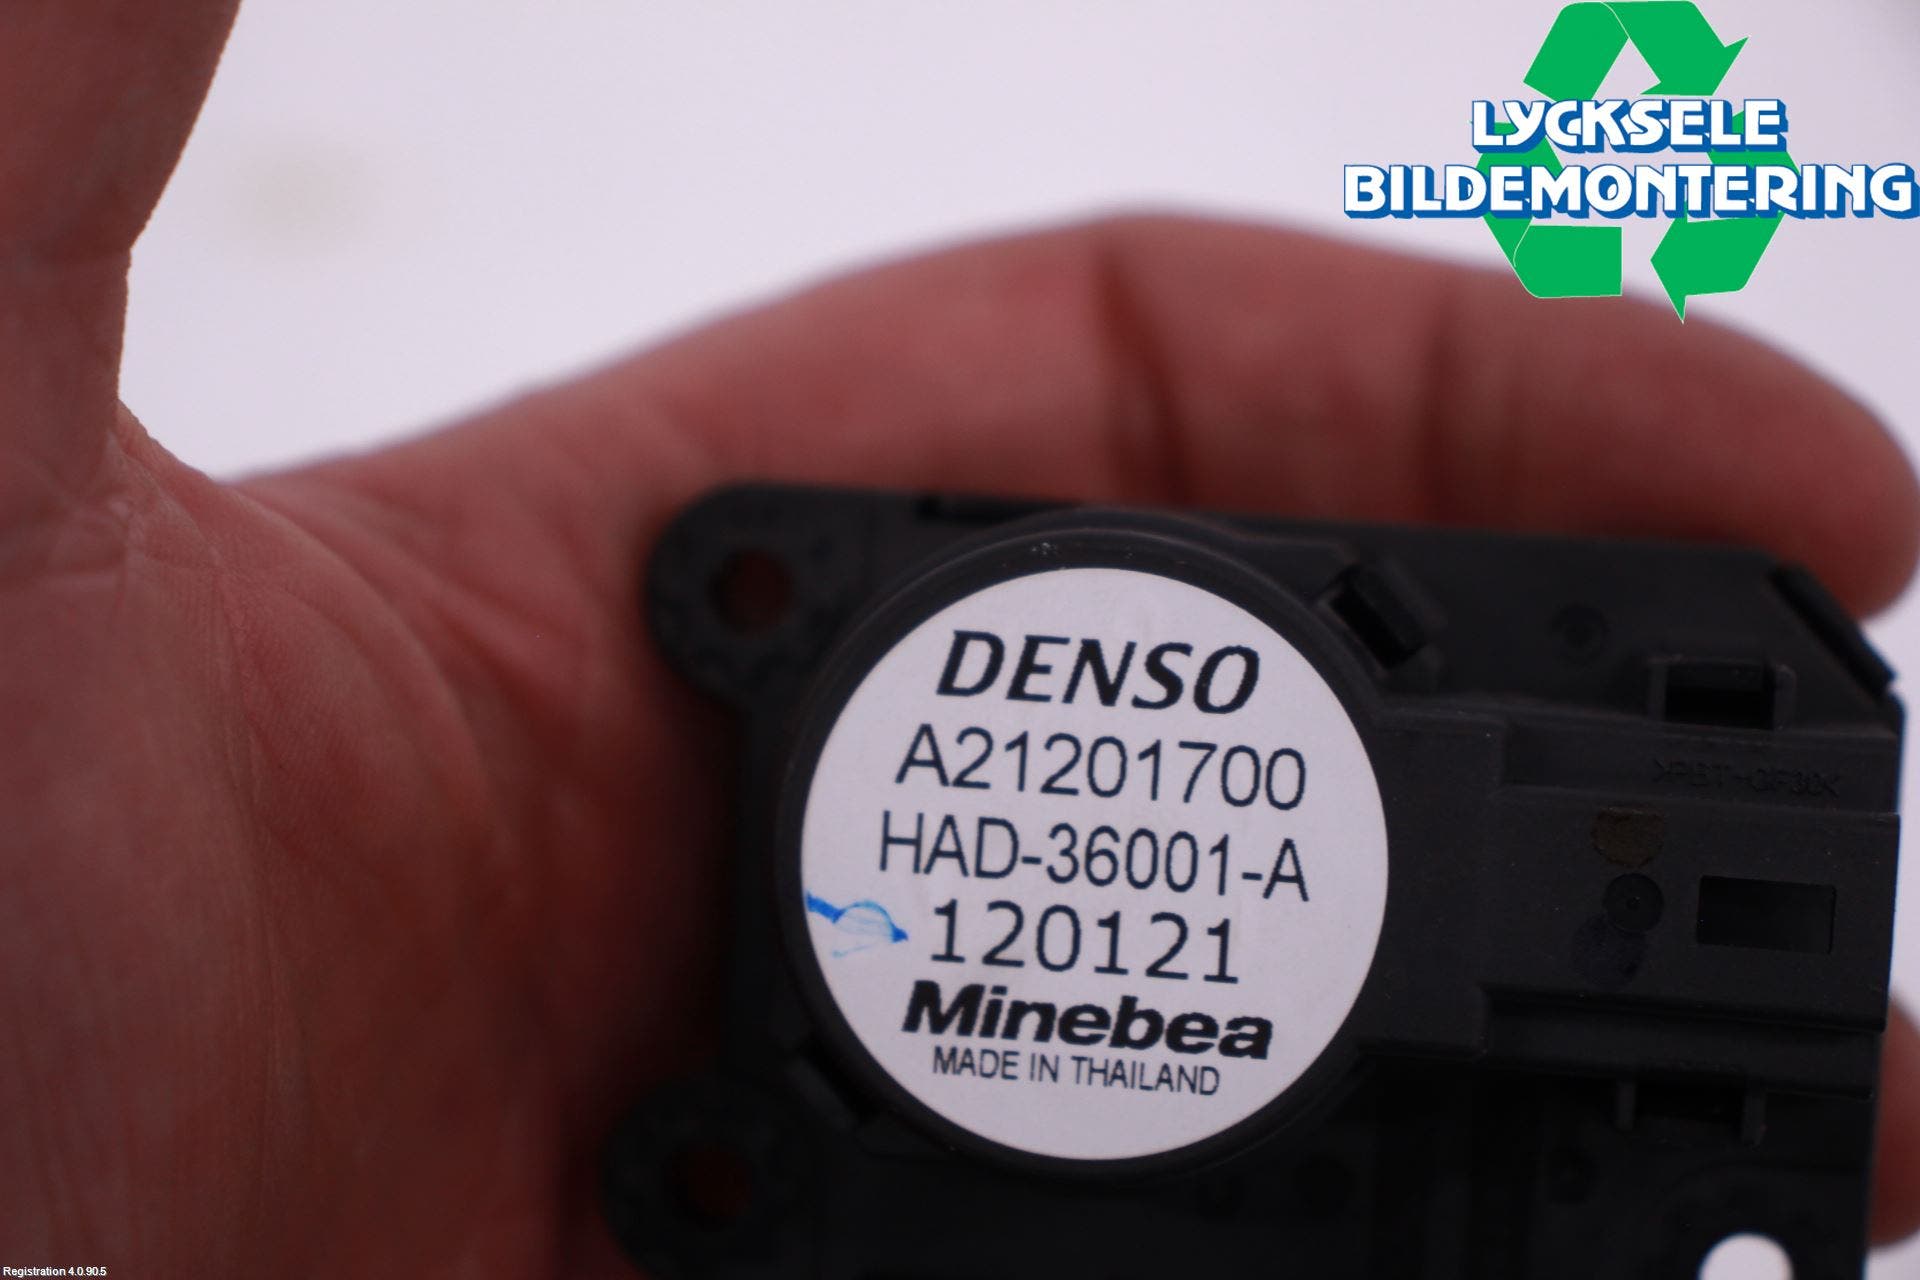 LYCKSELE
BILDEMONTERING
DENSO
A21201700
HAD-36001-A
120121
Minebea
MADE IN THAILAND
Registration 4.0.90.5